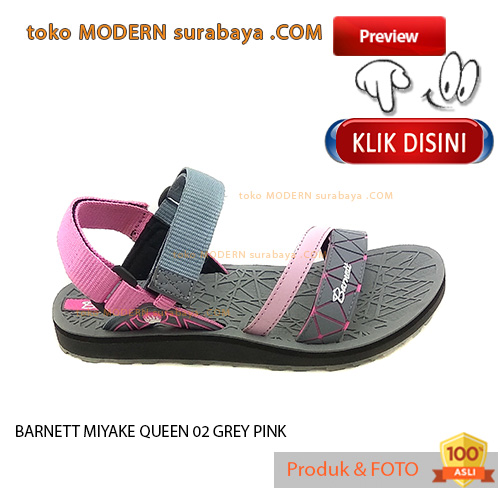 toko MODERN surabaya .COM
Preview
KLIK DISINI
toko MODERN surabaya .COM
toko MODERN surabaya .COM
Barnett
BARNETT MIYAKE QUEEN 02 GREY PINK
100%
ASLI
Produk & FOTO